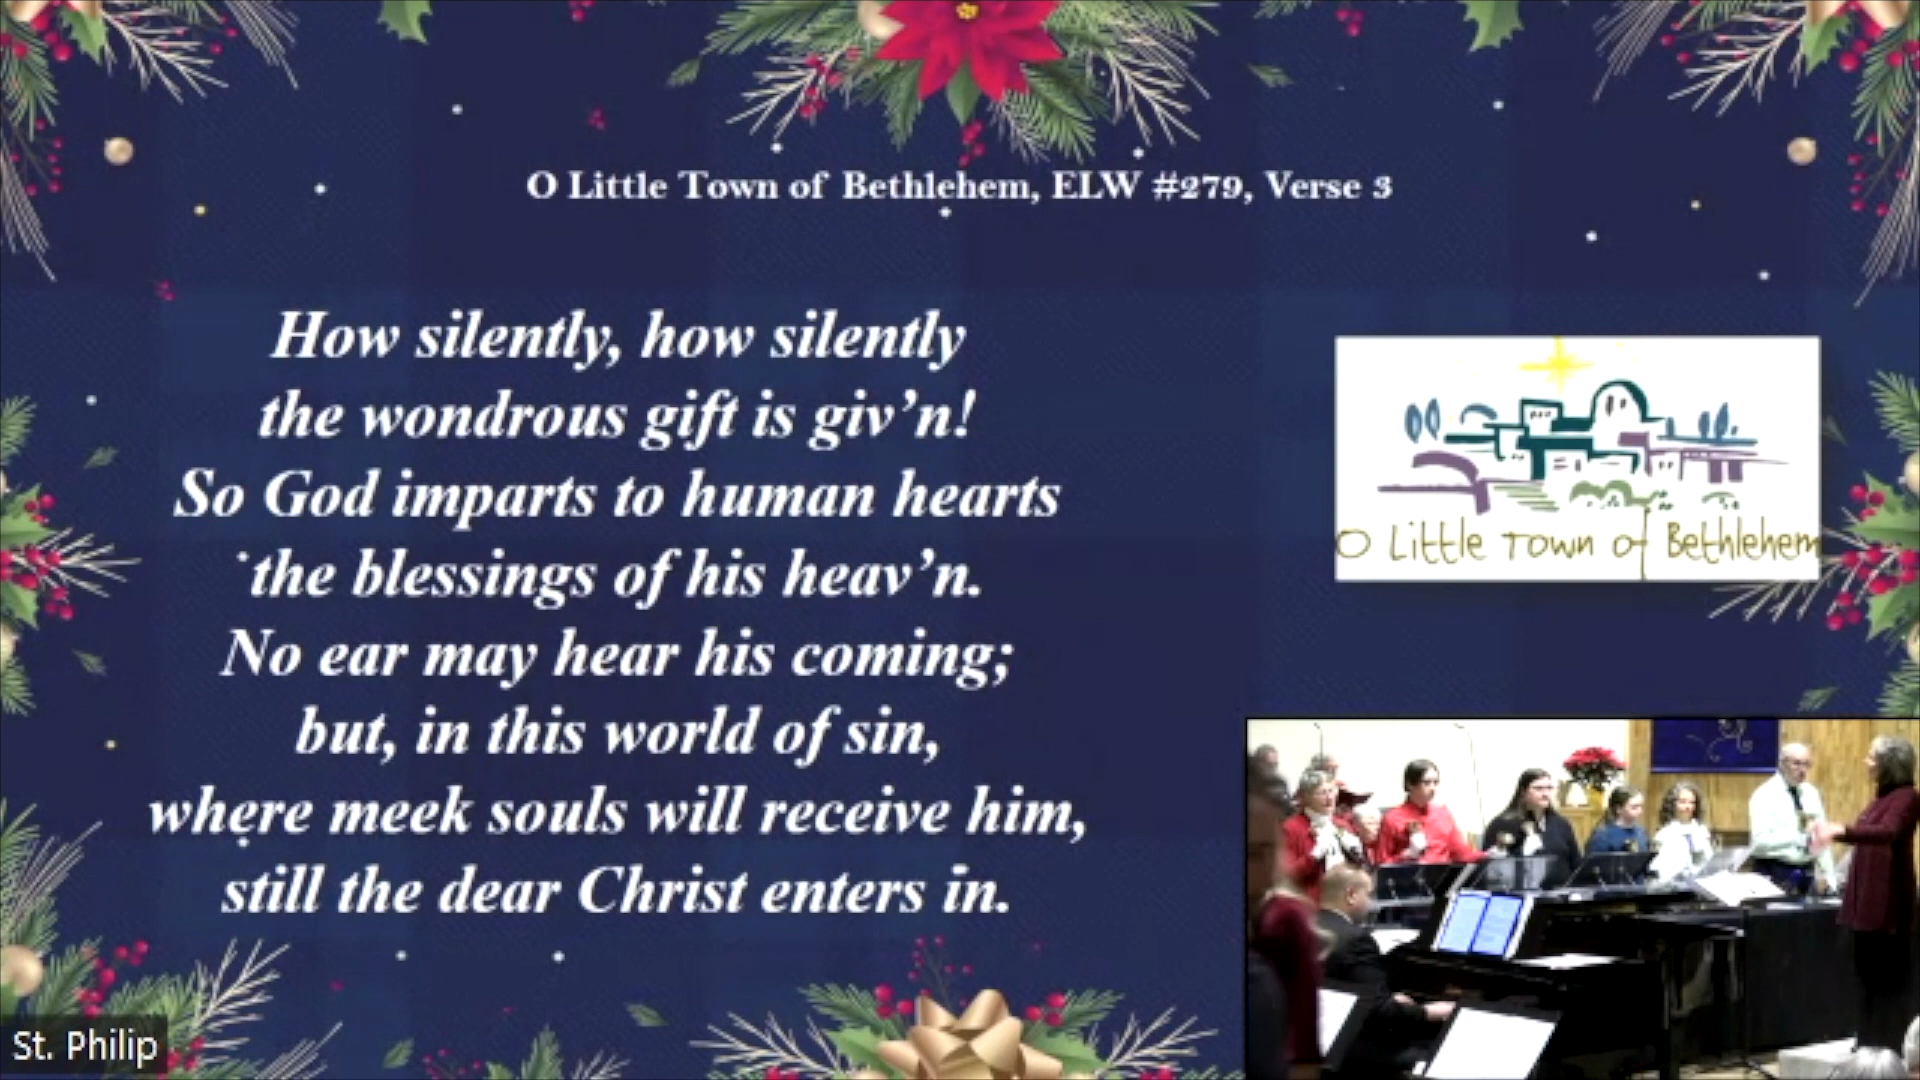 O Little Town of Bethlehem, ELW #279, Verse 3
How silently, how silently
the wondrous gift is giv’n!
So God imparts to human hearts
the blessings of his heav’n.
No ear may hear his coming;
but, in this world of sin,
where meek souls will receive him,
still the dear Christ enters in.
O Little Town of Bethlehem
St. Philip